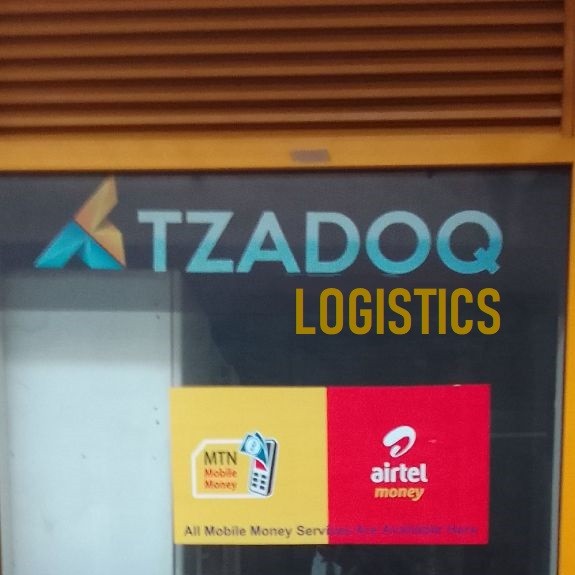 TZADOQ
LOGISTICS
MTN
Mobile
Money
airtel
money
All Mobile Money Services Are Available Here